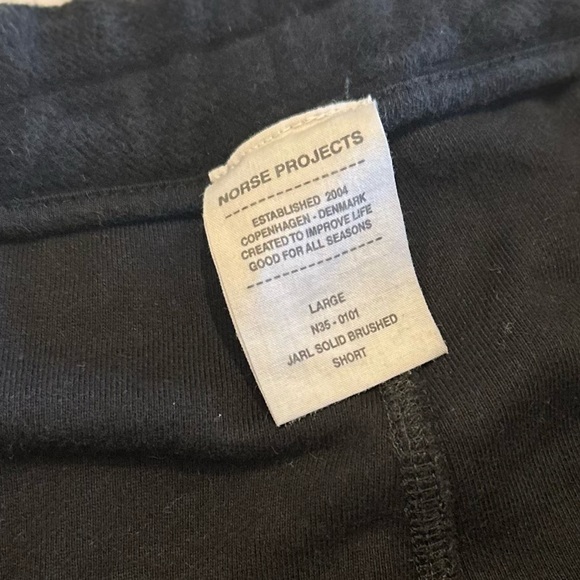 NORSE PROJECTS
ESTABLISHED 2004
COPENHAGEN - DENMARK
CREATED TO IMPROVE LIFE
GOOD FOR ALL SEASONS
LARGE
N35 - 0101
JARL SOLID BRUSHED
SHORT